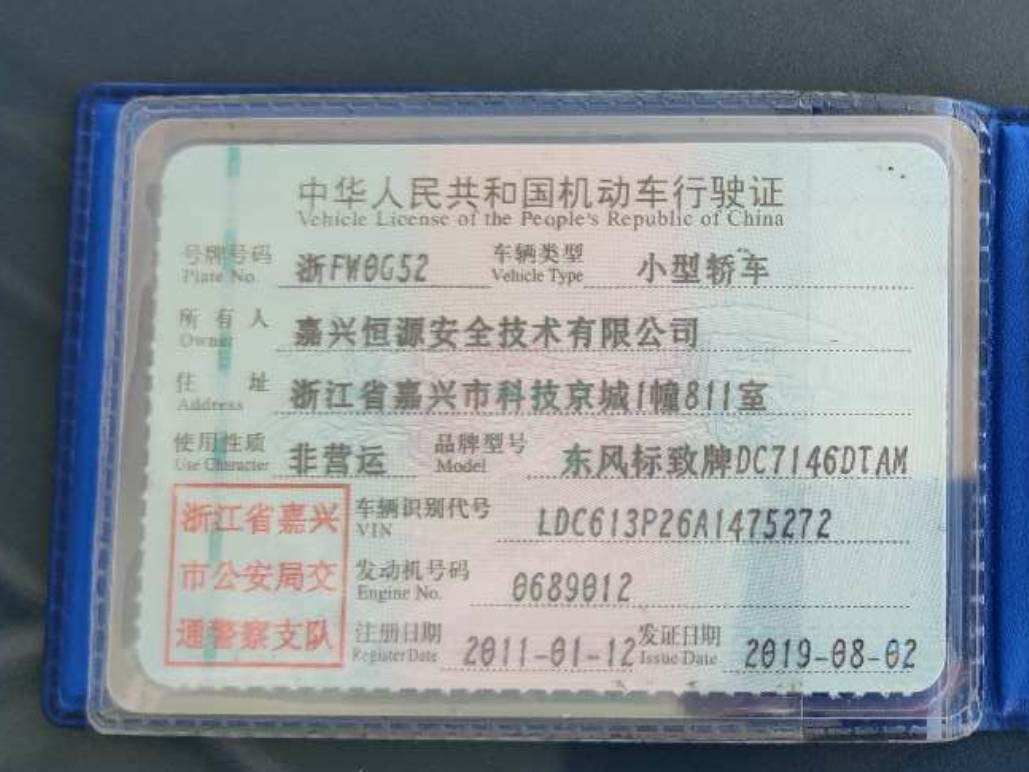 中华人民共和国机动车行驶证
Vehicle License of the People's Republic of China
号牌号码 浙FW0G52 车辆类型 小型轿车
Plate No. Vehicle Type
所有人 嘉兴恒源安全技术有限公司
Owner
住址 浙江省嘉兴市科技京城1幢811室
Address
使用性质 非营运 品牌型号 东风标致牌DC7146DTAM
Use Character Model
浙江省嘉兴
市公安局交
通警察支队
车辆识别代号 LDC613P26A1475272
VIN
发动机号码 0689012
Engine No.
注册日期 2011-01-12 发证日期 2019-08-02
Register Date Issue Date